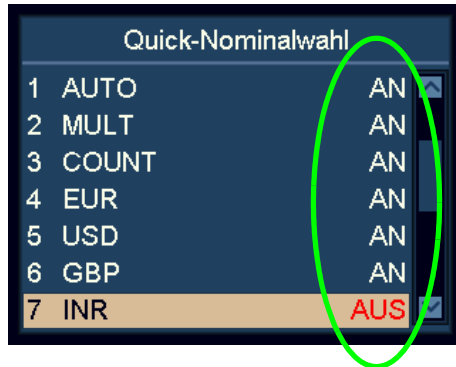 Quick-Nominalwahl
1 AUTO AN
2 MULT AN
3 COUNT AN
4 EUR AN
5 USD AN
6 GBP AN
7 INR AUS